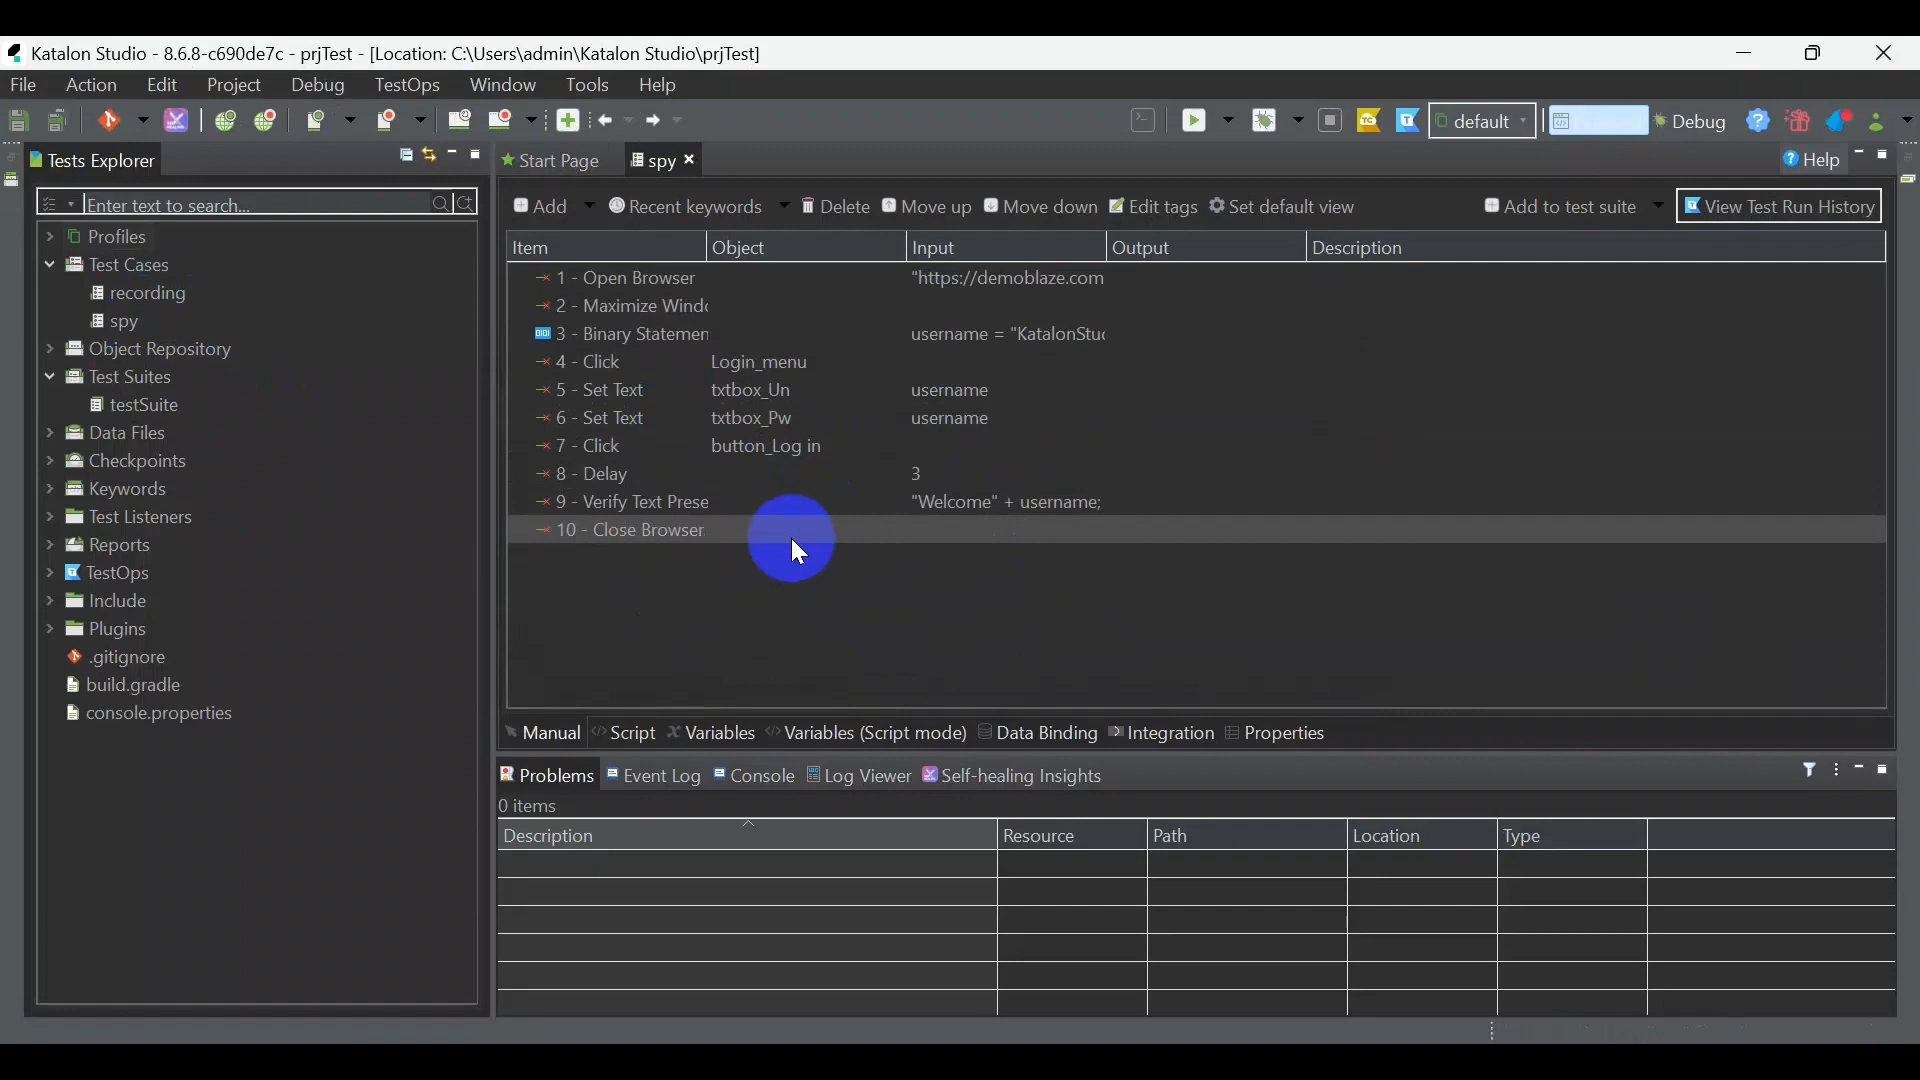 Katalon Studio - 8.6.8-c690de7c - prjTest - [Location: C:\Users\admin\Katalon Studio\prjTest]
File Action Edit Project Debug TestOps Window Tools Help
default Debug
Tests Explorer
Enter text to search...
Profiles
Test Cases
recording
spy
Object Repository
Test Suites
testSuite
Data Files
Checkpoints
Keywords
Test Listeners
Reports
TestOps
Include
Plugins
.gitignore
build.gradle
console.properties
Start Page spy Help
Add Recent keywords Delete Move up Move down Edit tags Set default view Add to test suite View Test Run History
Item Object Input Output Description
1 - Open Browser "https://demoblaze.com
2 - Maximize Windo
3 - Binary Statemen username = "KatalonStud
4 - Click Login_menu
5 - Set Text txtbox_Un username
6 - Set Text txtbox_Pw username
7 - Click button_Log in
8 - Delay 3
9 - Verify Text Prese "Welcome" + username;
10 - Close Browser
Manual Script Variables Variables (Script mode) Data Binding Integration Properties
Problems Event Log Console Log Viewer Self-healing Insights
0 items
Description Resource Path Location Type